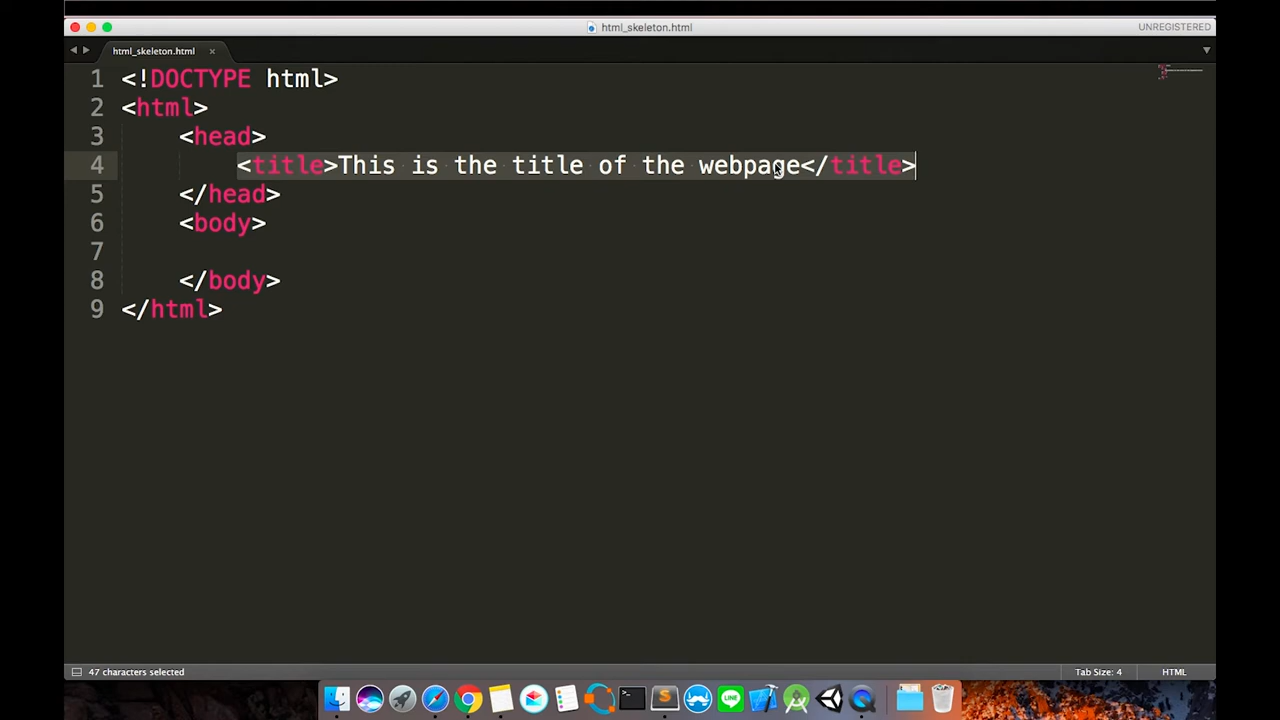 html_skeleton.html
UNREGISTERED
html_skeleton.html ×
1 <!DOCTYPE html>
2 <html>
3 <head>
4 <title>This is the title of the webpage</title>
5 </head>
6 <body>
7
8 </body>
9 </html>
47 characters selected
Tab Size: 4
HTML
LINE